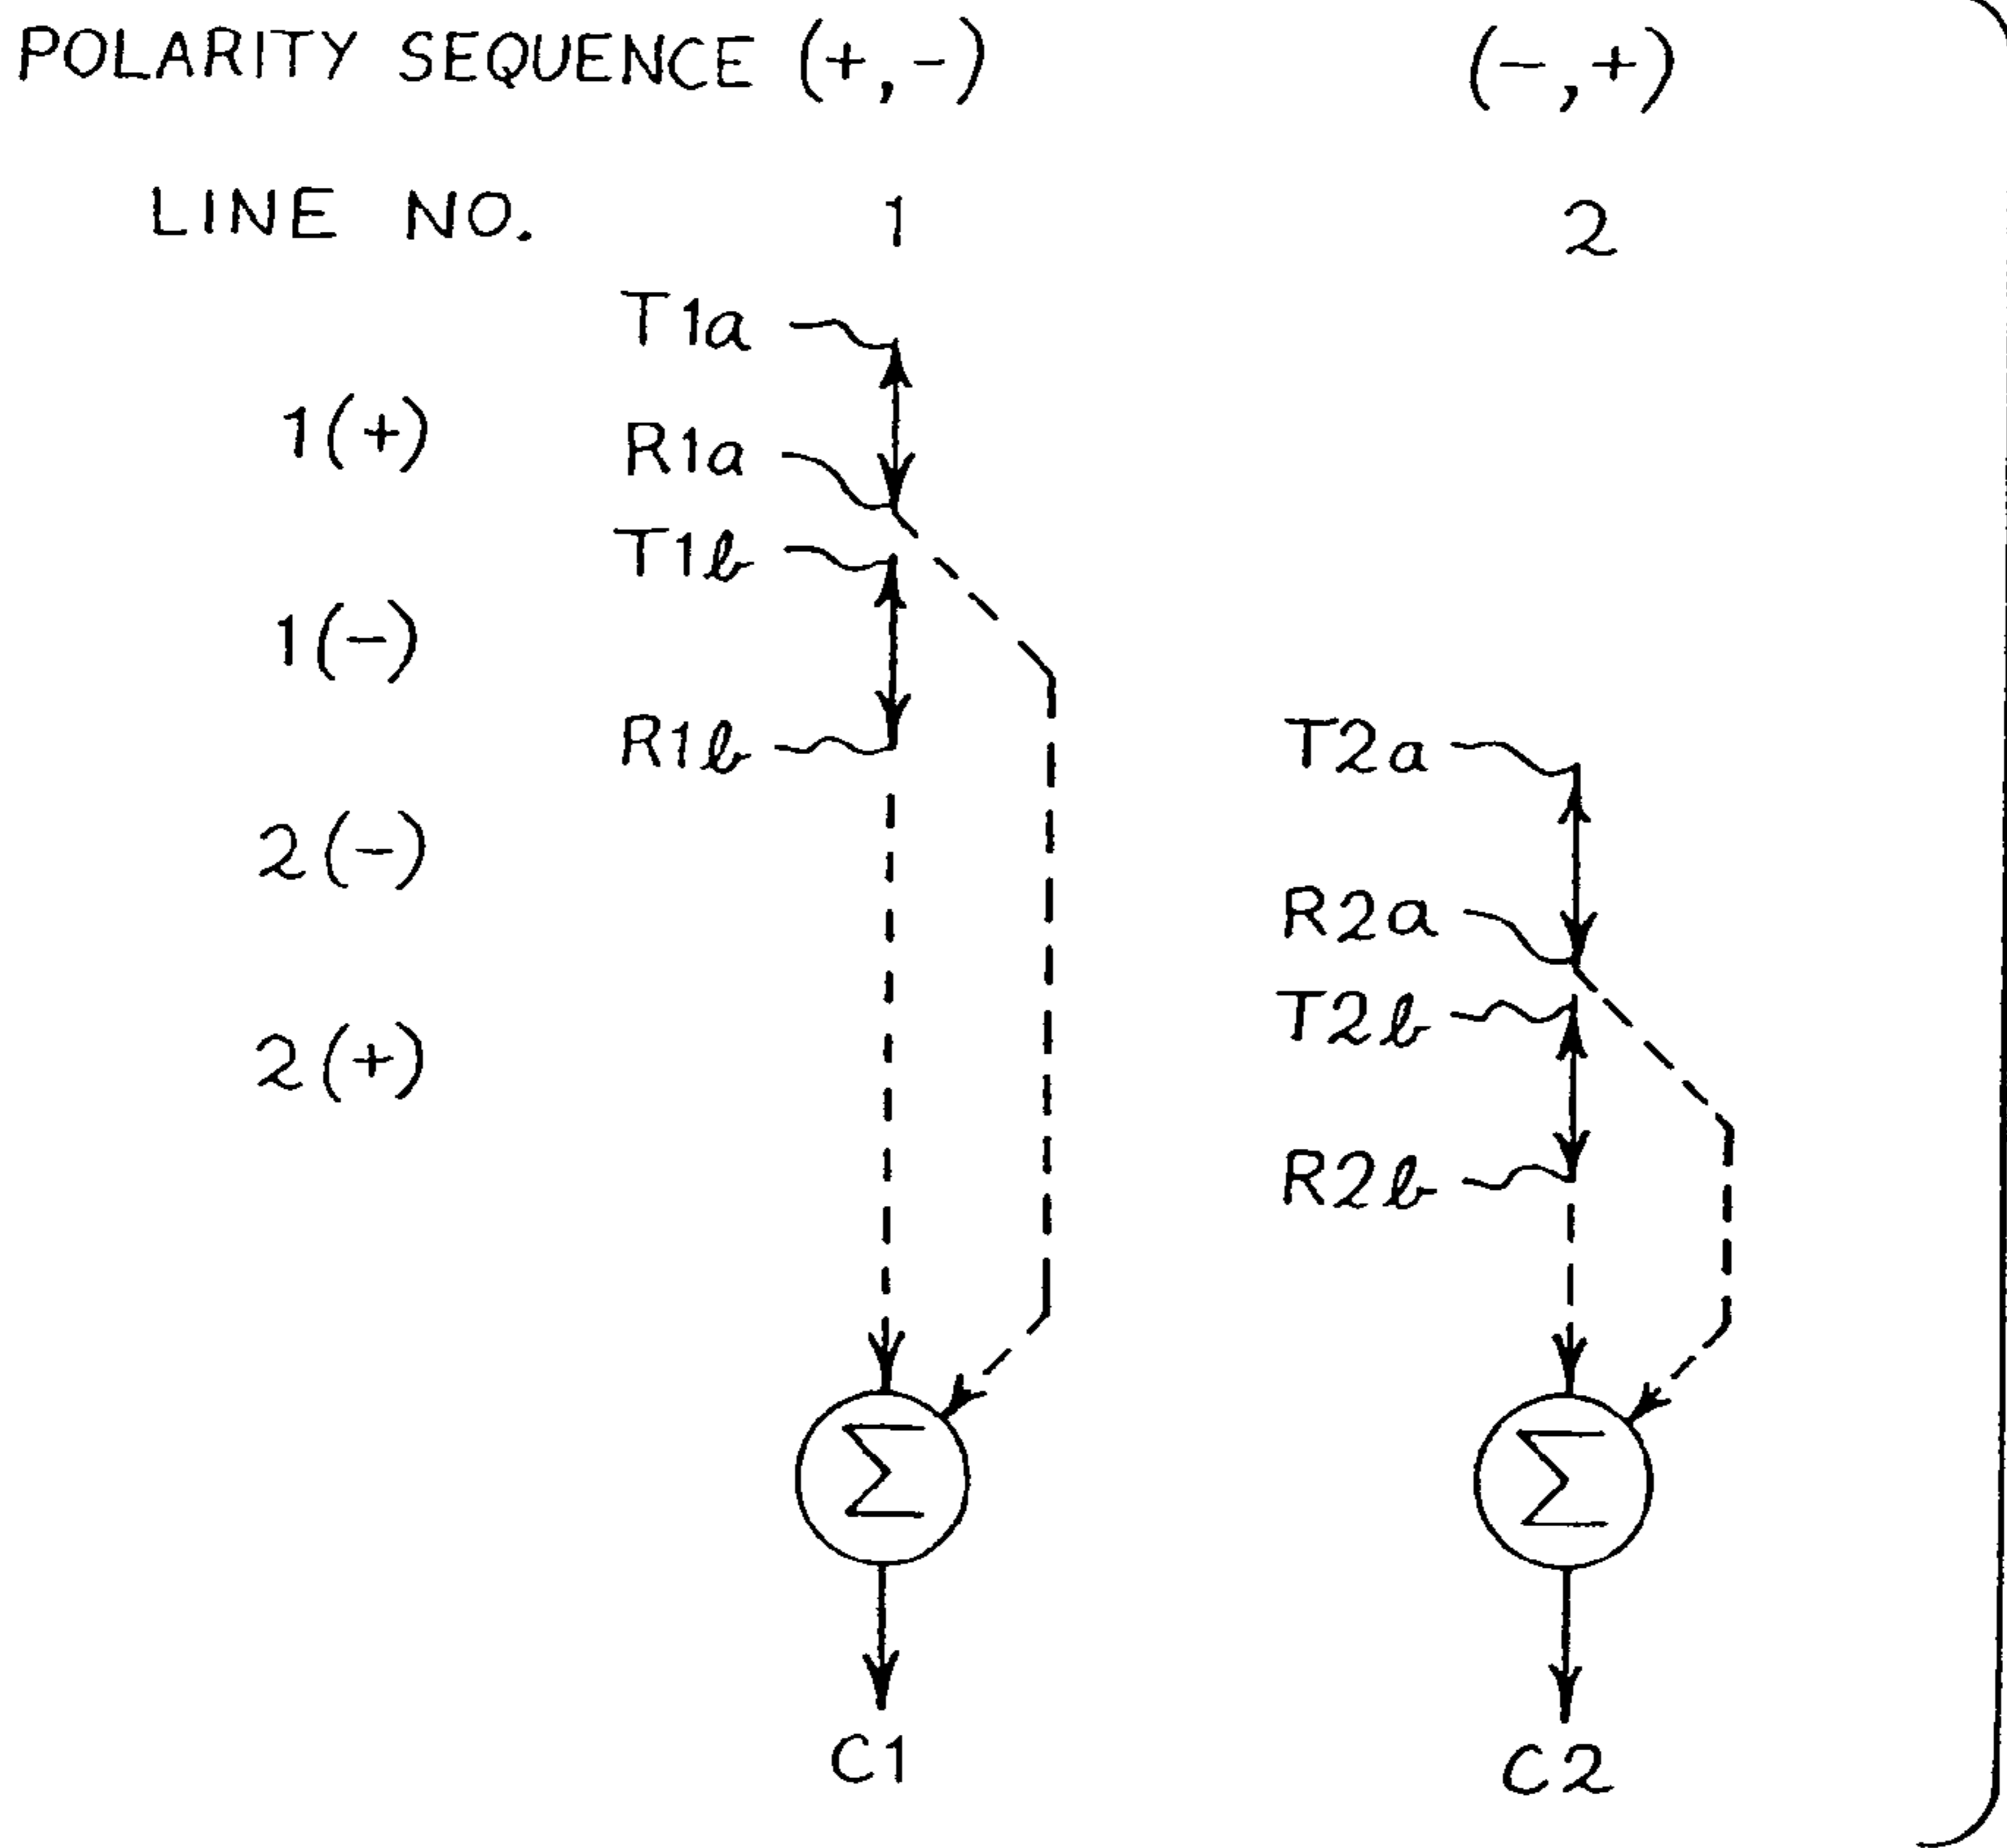 POLARITY SEQUENCE (+,-) (-,+)
LINE NO. 1 2
T1a
1(+) R1a
T1b
1(-)
R1b T2a
2(-)
R2a
T2b
2(+)
R2b
Σ Σ
C1 C2